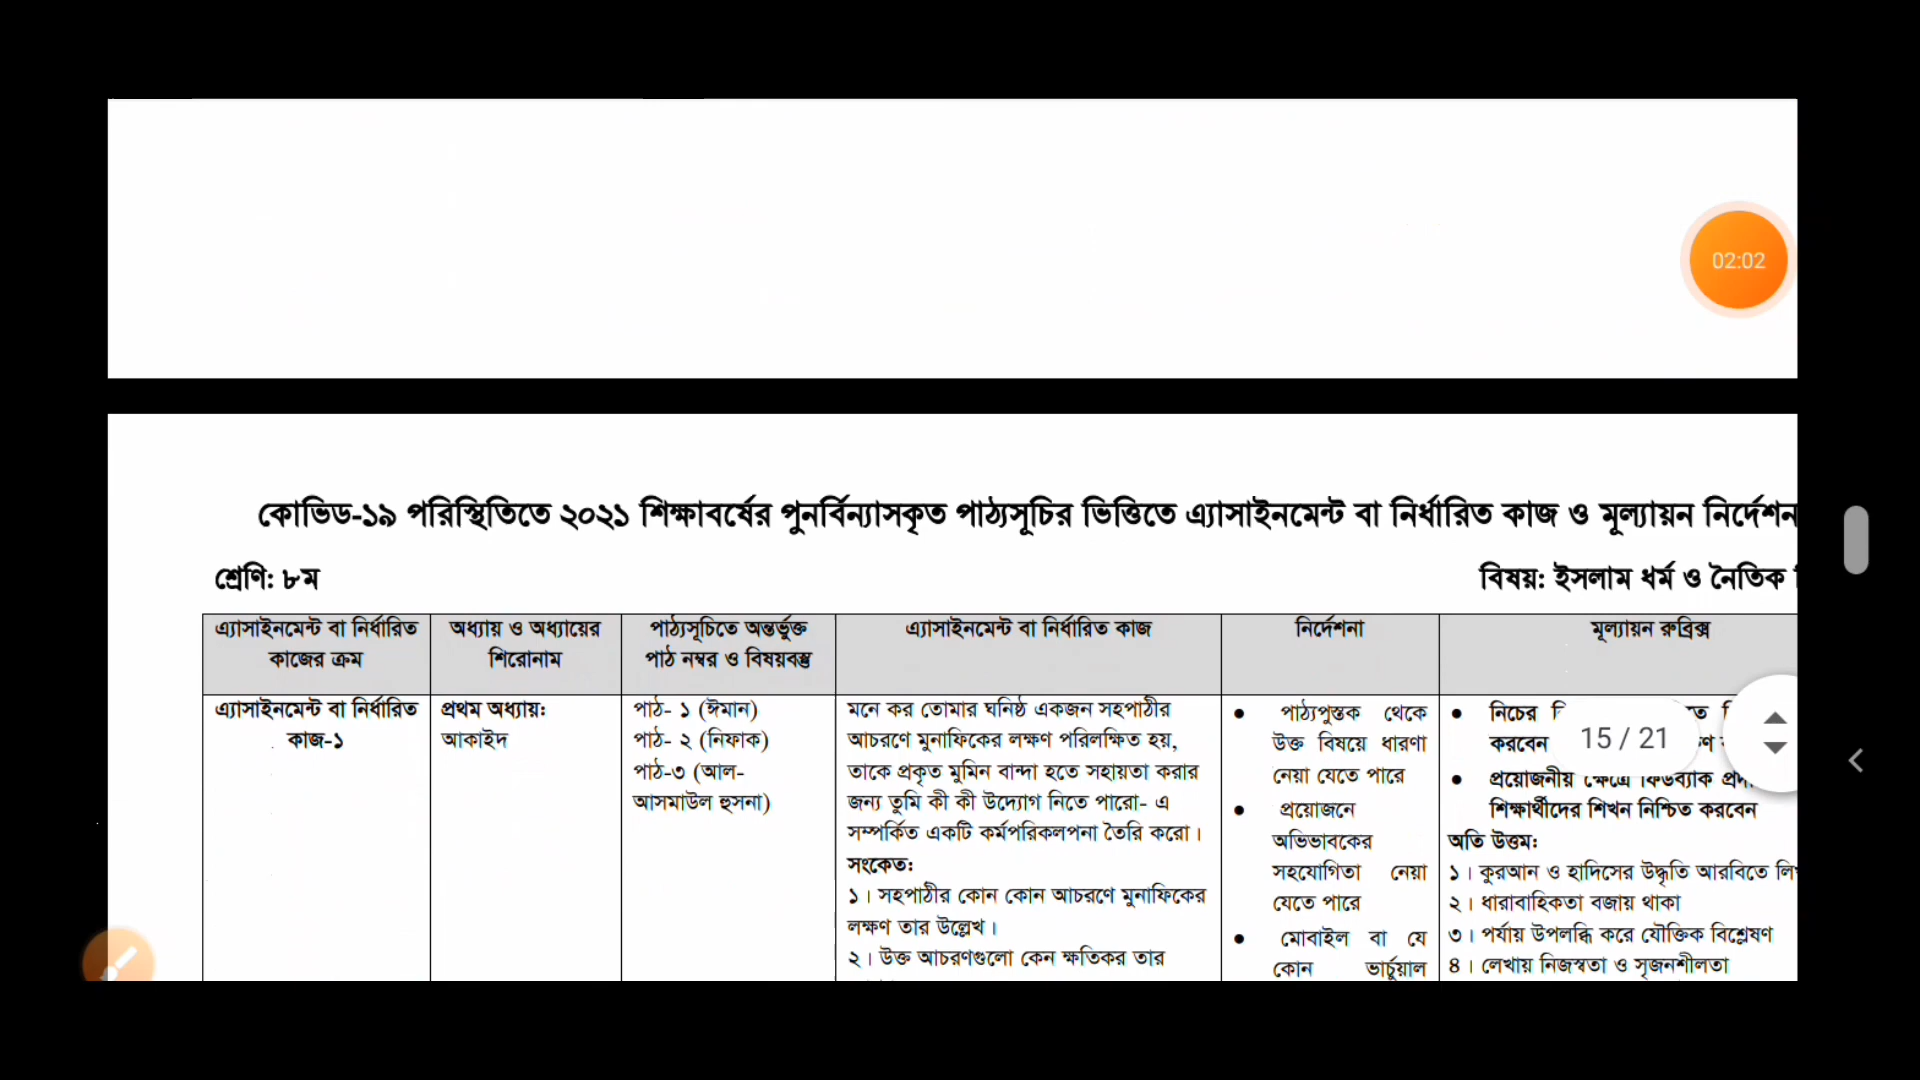 02:02
কোভিড-১৯ পরিস্থিতিতে ২০২১ শিক্ষাবর্ষের পুনর্বিন্যাসকৃত পাঠ্যসূচির ভিত্তিতে এ্যাসাইনমেন্ট বা নির্ধারিত কাজ ও মূল্যায়ন নির্দেশন
শ্রেণি: ৮ম
বিষয়: ইসলাম ধর্ম ও নৈতিক
এ্যাসাইনমেন্ট বা নির্ধারিত
কাজের ক্রম
অধ্যায় ও অধ্যায়ের
শিরোনাম
পাঠ্যসূচিতে অন্তর্ভুক্ত
পাঠ নম্বর ও বিষয়বস্তু
এ্যাসাইনমেন্ট বা নির্ধারিত কাজ
নির্দেশনা
মূল্যায়ন রুব্রিক্স
এ্যাসাইনমেন্ট বা নির্ধারিত
কাজ-১
প্রথম অধ্যায়:
আকাইদ
পাঠ- ১ (ঈমান)
পাঠ- ২ (নিফাক)
পাঠ-৩ (আল-
আসমাউল হুসনা)
মনে কর তোমার ঘনিষ্ঠ একজন সহপাঠীর
আচরণে মুনাফিকের লক্ষণ পরিলক্ষিত হয়,
তাকে প্রকৃত মুমিন বান্দা হতে সহায়তা করার
জন্য তুমি কী কী উদ্যোগ নিতে পারো- এ
সম্পর্কিত একটি কর্মপরিকলপনা তৈরি করো।
সংকেত:
১। সহপাঠীর কোন কোন আচরণে মুনাফিকের
লক্ষণ তার উল্লেখ।
২। উক্ত আচরণগুলো কেন ক্ষতিকর তার
• পাঠ্যপুস্তক থেকে
উক্ত বিষয়ে ধারণা
নেয়া যেতে পারে
• প্রয়োজনে
অভিভাবকের
সহযোগিতা নেয়া
যেতে পারে
• মোবাইল বা যে
কোন ভার্চুয়াল
• নিচের
করবেন
• প্রয়োজনীয় ক্ষেত্রে ফিডব্যাক
শিক্ষার্থীদের শিখন নিশ্চিত করবেন
অতি উত্তম:
১। কুরআন ও হাদিসের উদ্ধৃতি আরবিতে
২। ধারাবাহিকতা বজায় থাকা
৩। পর্যায় উপলব্ধি করে যৌক্তিক বিশ্লেষণ
৪। লেখায় নিজস্বতা ও সৃজনশীলতা
15 / 21